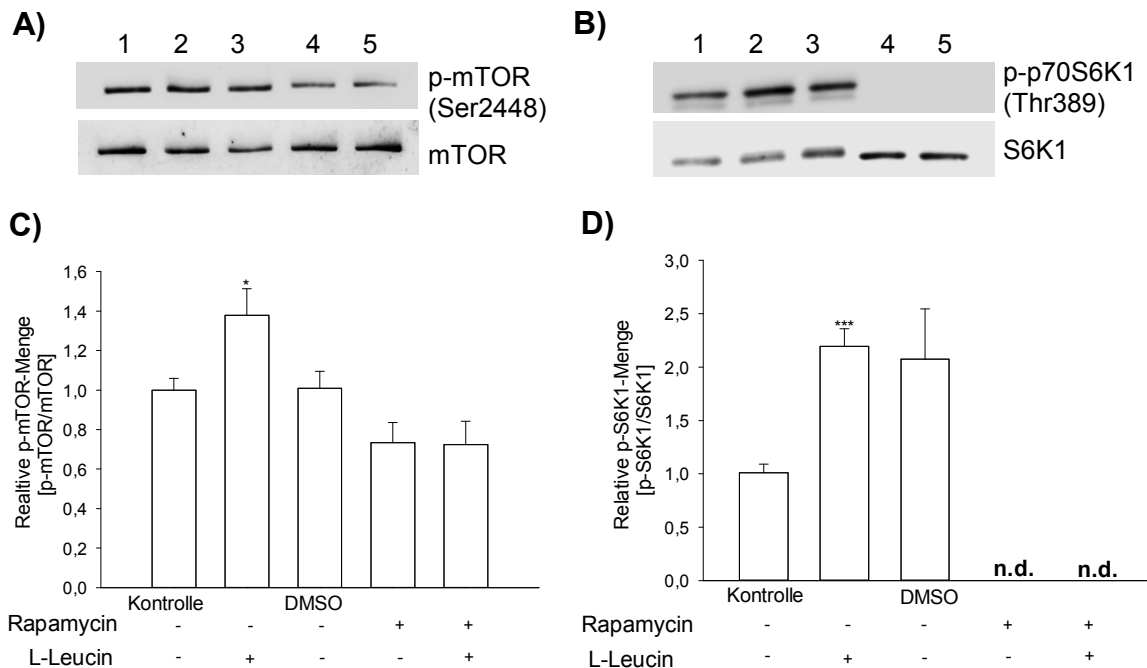 A)
1 2 3 4 5
p-mTOR
(Ser2448)
mTOR
B)
1 2 3 4 5
p-p70S6K1
(Thr389)
S6K1
C)
Realtive p-mTOR-Menge
[p-mTOR/mTOR]
1,6
1,4
1,2
1,0
0,8
0,6
0,4
0,2
0,0
*
Kontrolle DMSO
Rapamycin - - - + +
L-Leucin - + - - +
D)
Relative p-S6K1-Menge
[p-S6K1/S6K1]
3,0
2,5
2,0
1,5
1,0
0,5
0,0
***
n.d. n.d.
Kontrolle DMSO
Rapamycin - - - + +
L-Leucin - + - - +